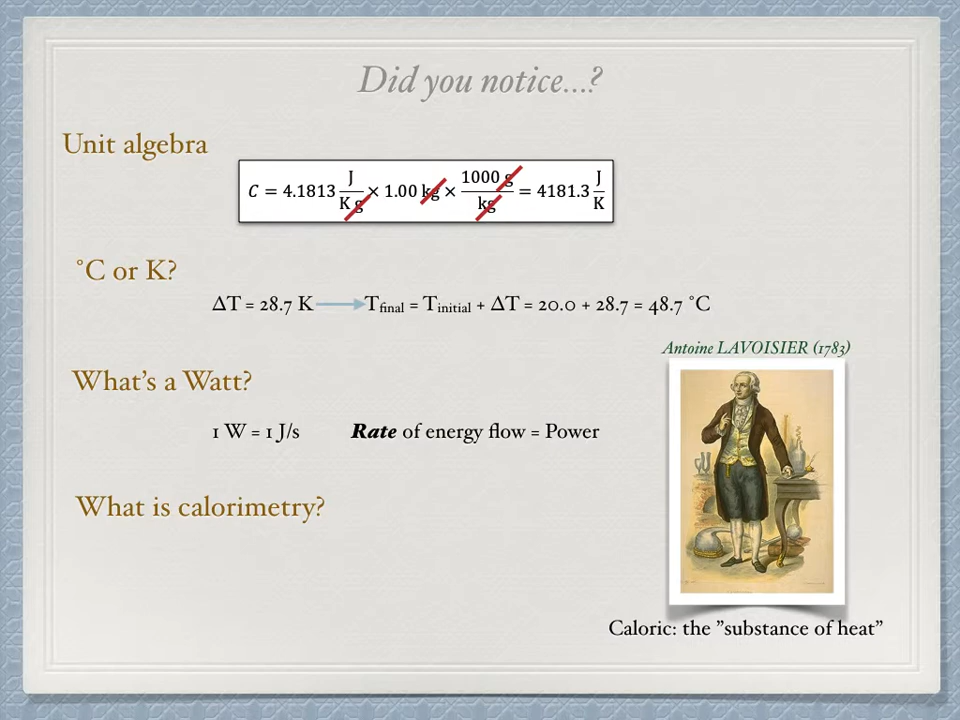 Did you notice...?
Unit algebra
C = 4.1813 J/(K g) × 1.00 kg × 1000 g/kg = 4181.3 J/K
°C or K?
ΔT = 28.7 K → Tfinal = Tinitial + ΔT = 20.0 + 28.7 = 48.7 °C
Antoine LAVOISIER (1783)
What's a Watt?
1 W = 1 J/s Rate of energy flow = Power
What is calorimetry?
Caloric: the ”substance of heat”